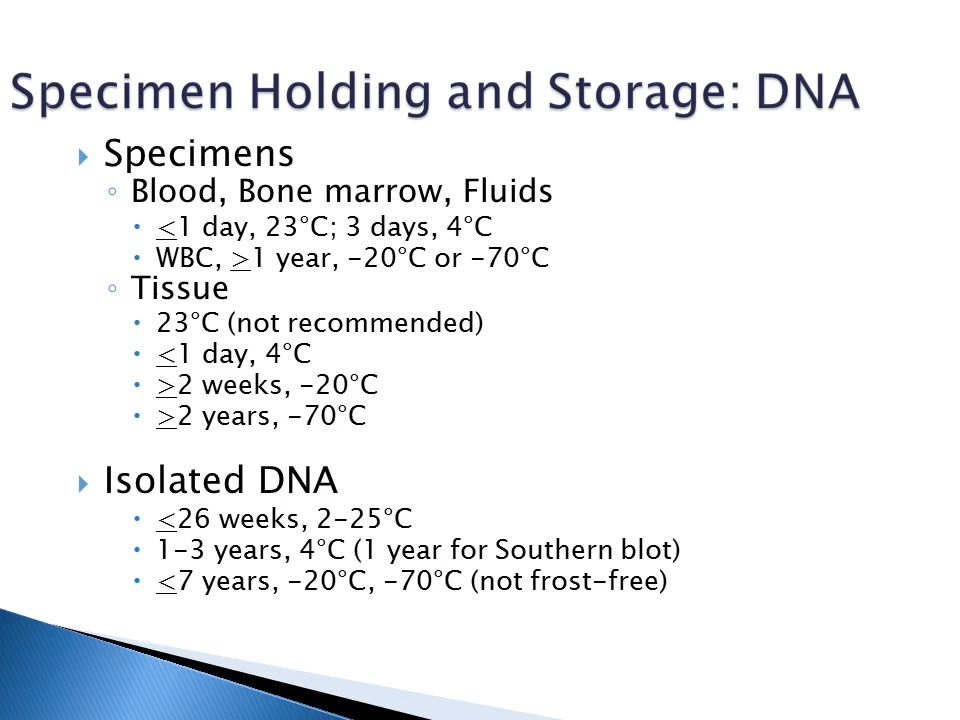 Specimen Holding and Storage: DNA
Specimens
Blood, Bone marrow, Fluids
≤1 day, 23°C; 3 days, 4°C
WBC, ≥1 year, -20°C or -70°C
Tissue
23°C (not recommended)
≤1 day, 4°C
≥2 weeks, -20°C
≥2 years, -70°C
Isolated DNA
≤26 weeks, 2-25°C
1-3 years, 4°C (1 year for Southern blot)
≤7 years, -20°C, -70°C (not frost-free)